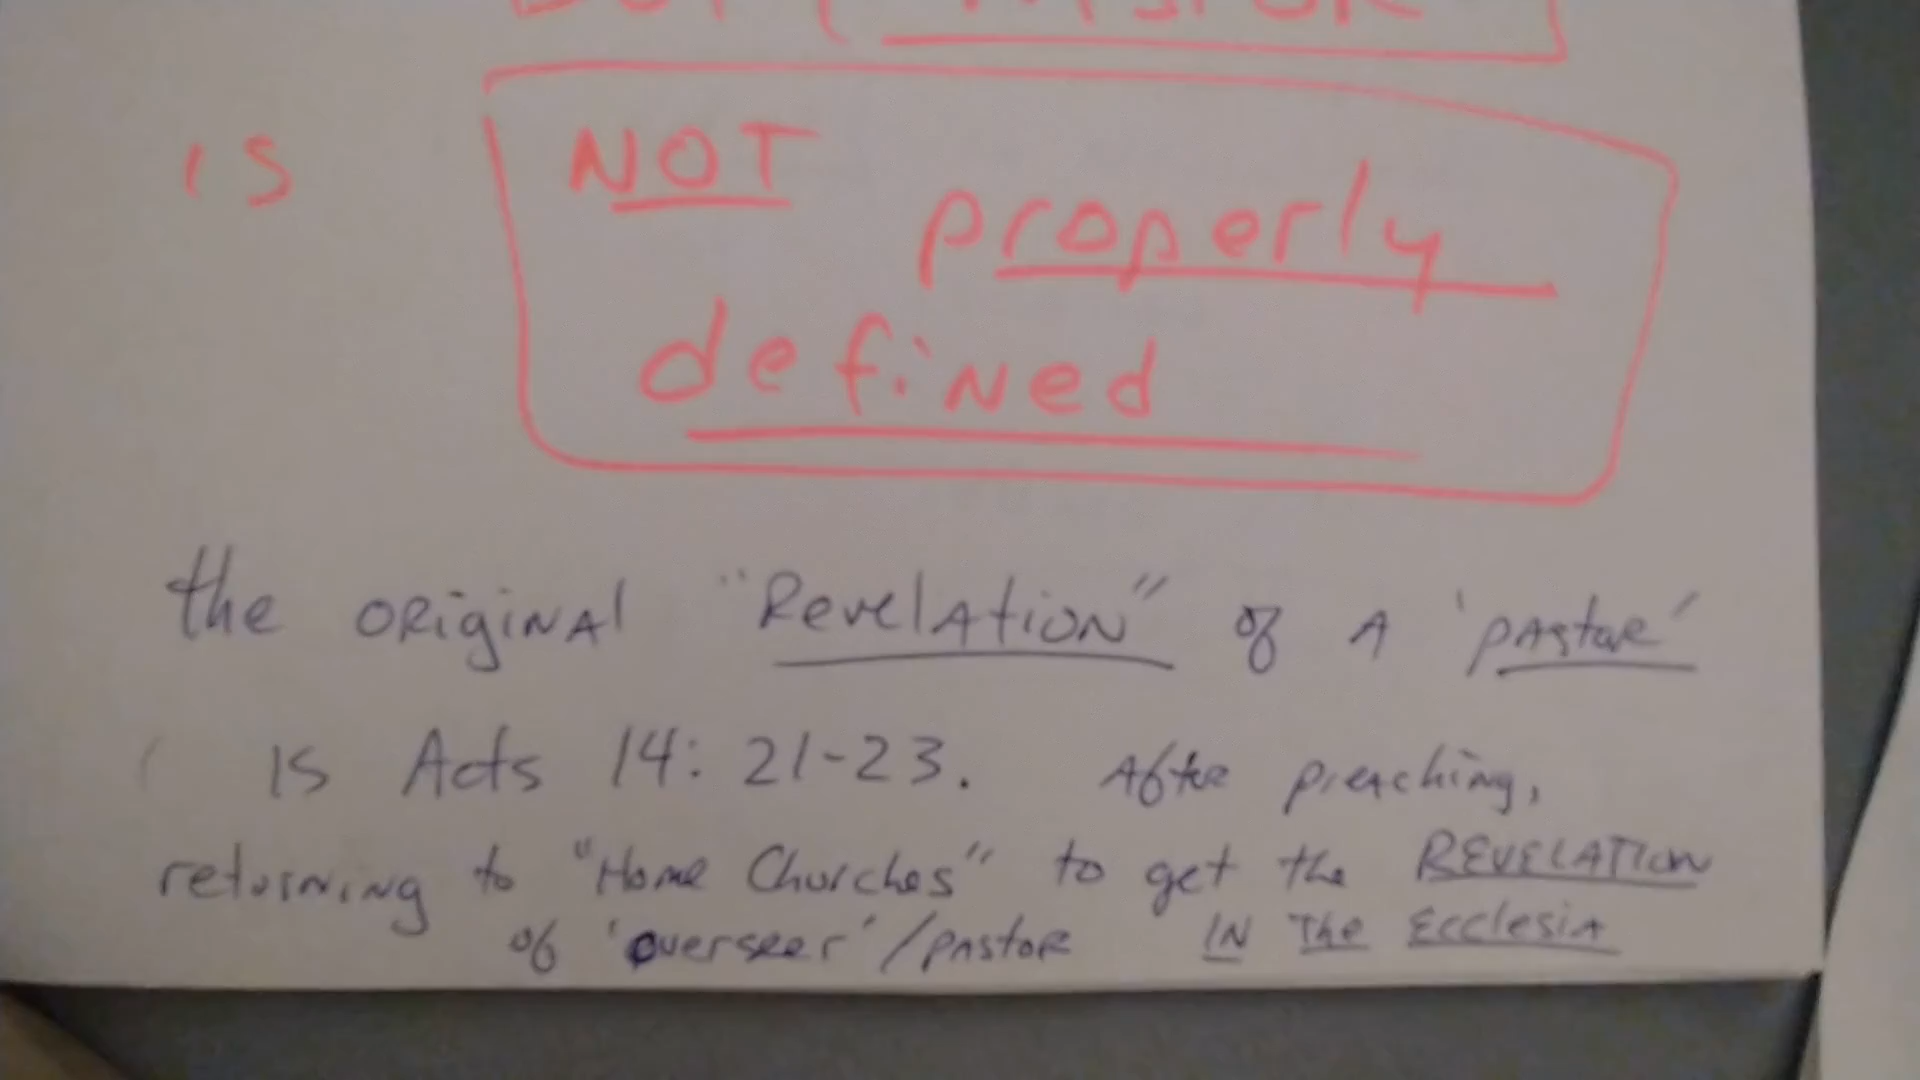 PASTOR
is NOT properly
defined
the ORiGiNAl "RevelAtiON" of A 'pAstoR'
is Acts 14: 21-23. AfteR preAching,
returNiNg to "Home Churches" to get the REVELATION
of 'overseer'/pAstoR IN The EcclesiA